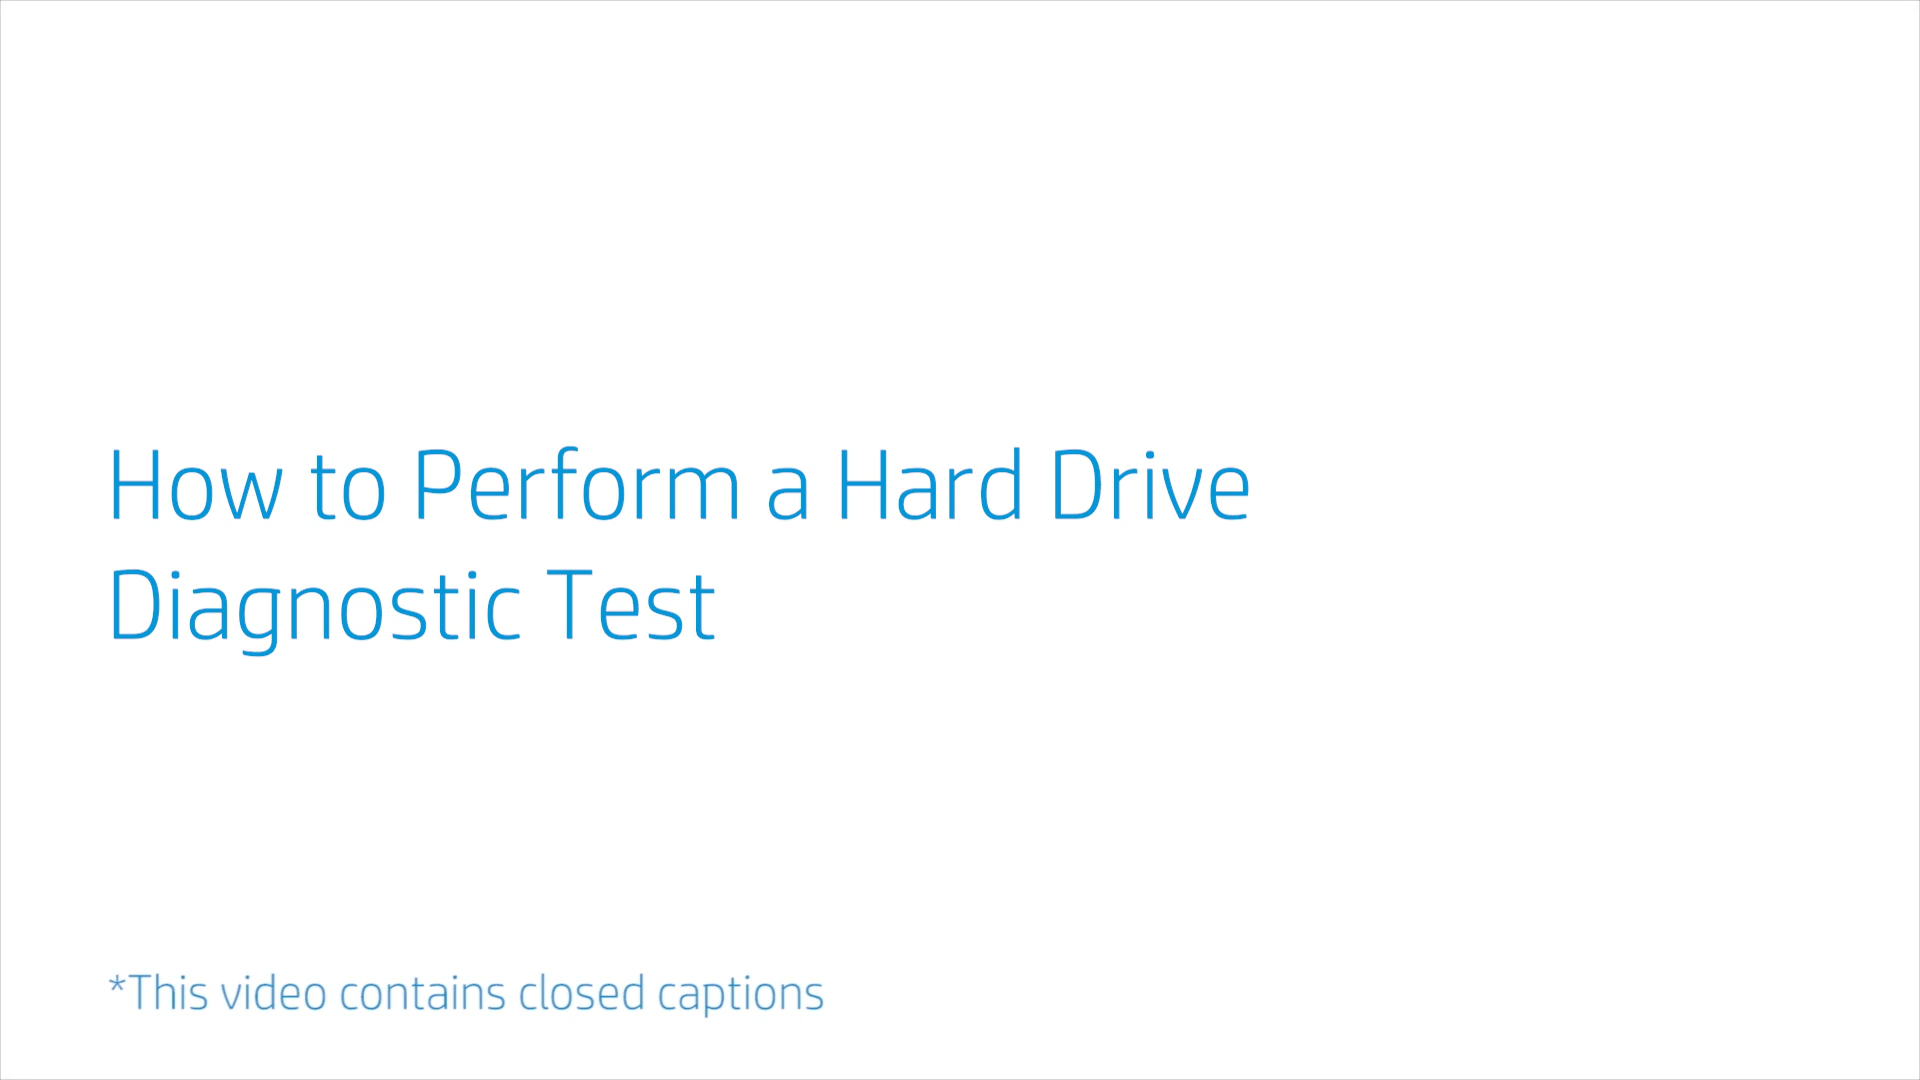 How to Perform a Hard Drive
Diagnostic Test
*This video contains closed captions